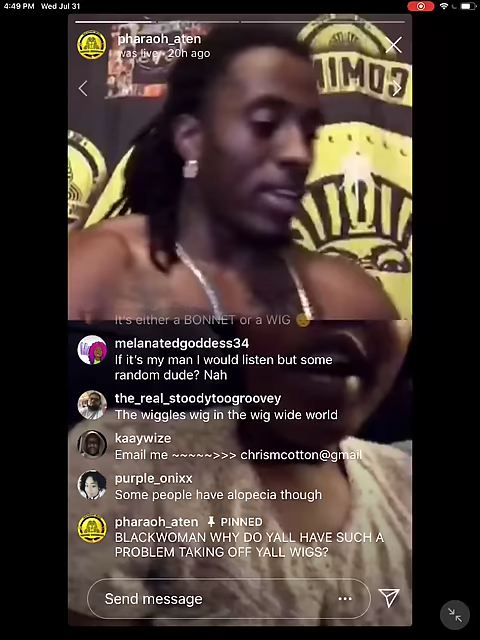 4:49 PM Wed Jul 31
pharaoh_aten
was live · 20h ago
COMIN
It's either a BONNET or a WIG
melanatedgoddess34
If it's my man I would listen but some
random dude? Nah
the_real_stoodytoogroovey
The wiggles wig in the wig wide world
kaaywize
Email me ~~~~~>>> chrismcotton@gmail
purple_onixx
Some people have alopecia though
pharaoh_aten PINNED
BLACKWOMAN WHY DO YALL HAVE SUCH A
PROBLEM TAKING OFF YALL WIGS?
Send message